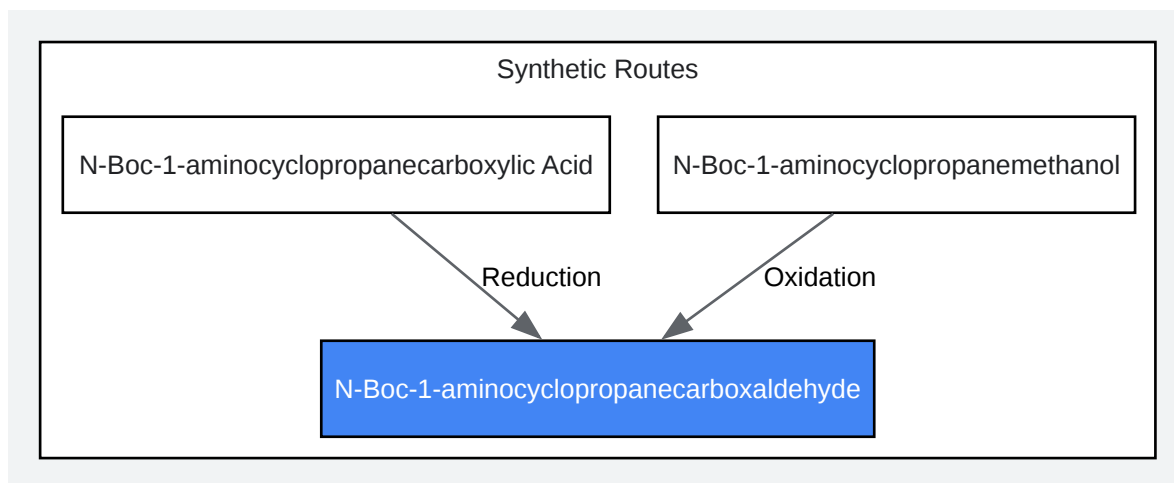 Synthetic Routes
N-Boc-1-aminocyclopropanecarboxylic Acid
N-Boc-1-aminocyclopropanemethanol
Reduction
Oxidation
N-Boc-1-aminocyclopropanecarboxaldehyde